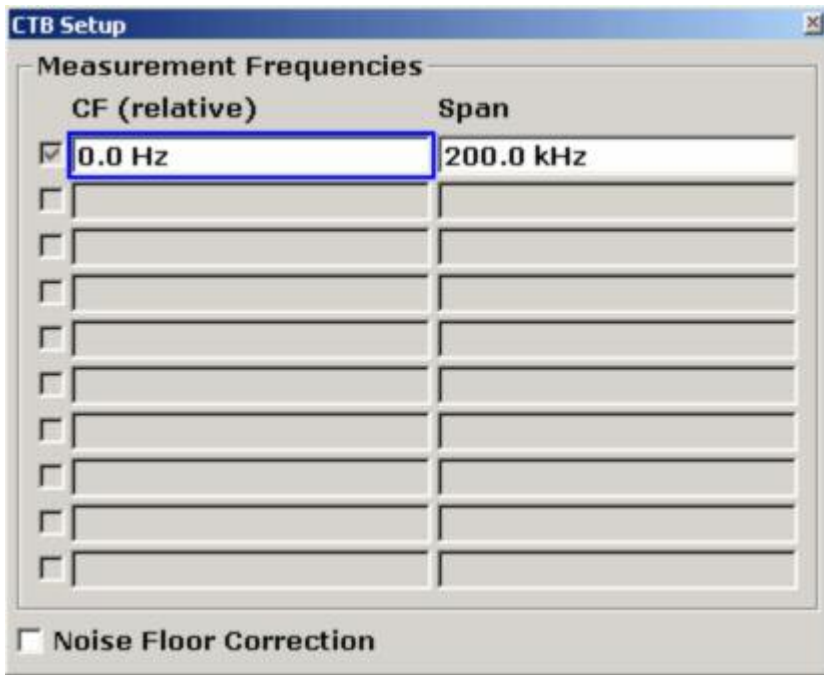 CTB Setup
Measurement Frequencies
CF (relative) Span
0.0 Hz 200.0 kHz
Noise Floor Correction